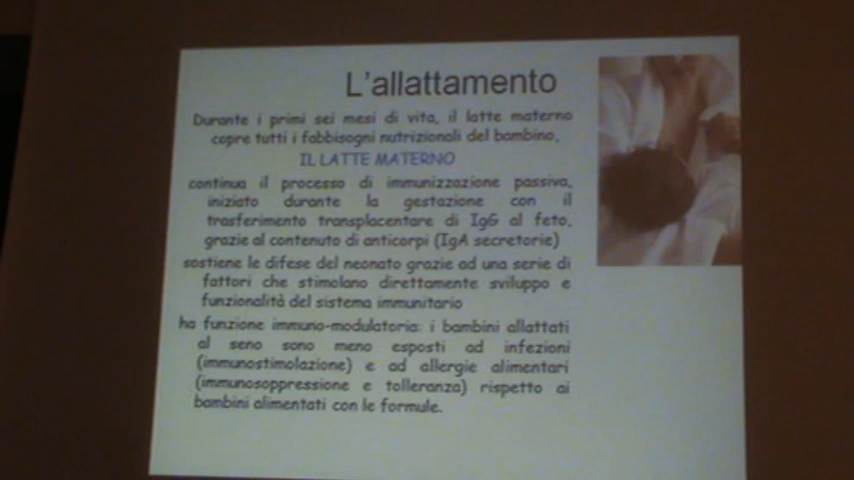 L'allattamento
Durante i primi sei mesi di vita, il latte materno
copre tutti i fabbisogni nutrizionali del bambino.
IL LATTE MATERNO
continua il processo di immunizzazione passiva,
iniziato durante la gestazione con il
trasferimento transplacentare di IgG al feto,
grazie al contenuto di anticorpi (IgA secretorie)
sostiene le difese del neonato grazie ad una serie di
fattori che stimolano direttamente sviluppo e
funzionalità del sistema immunitario
ha funzione immuno-modulatoria: i bambini allattati
al seno sono meno esposti ad infezioni
(immunostimolazione) e ad allergie alimentari
(immunosoppressione e tolleranza) rispetto ai
bambini alimentati con le formule.